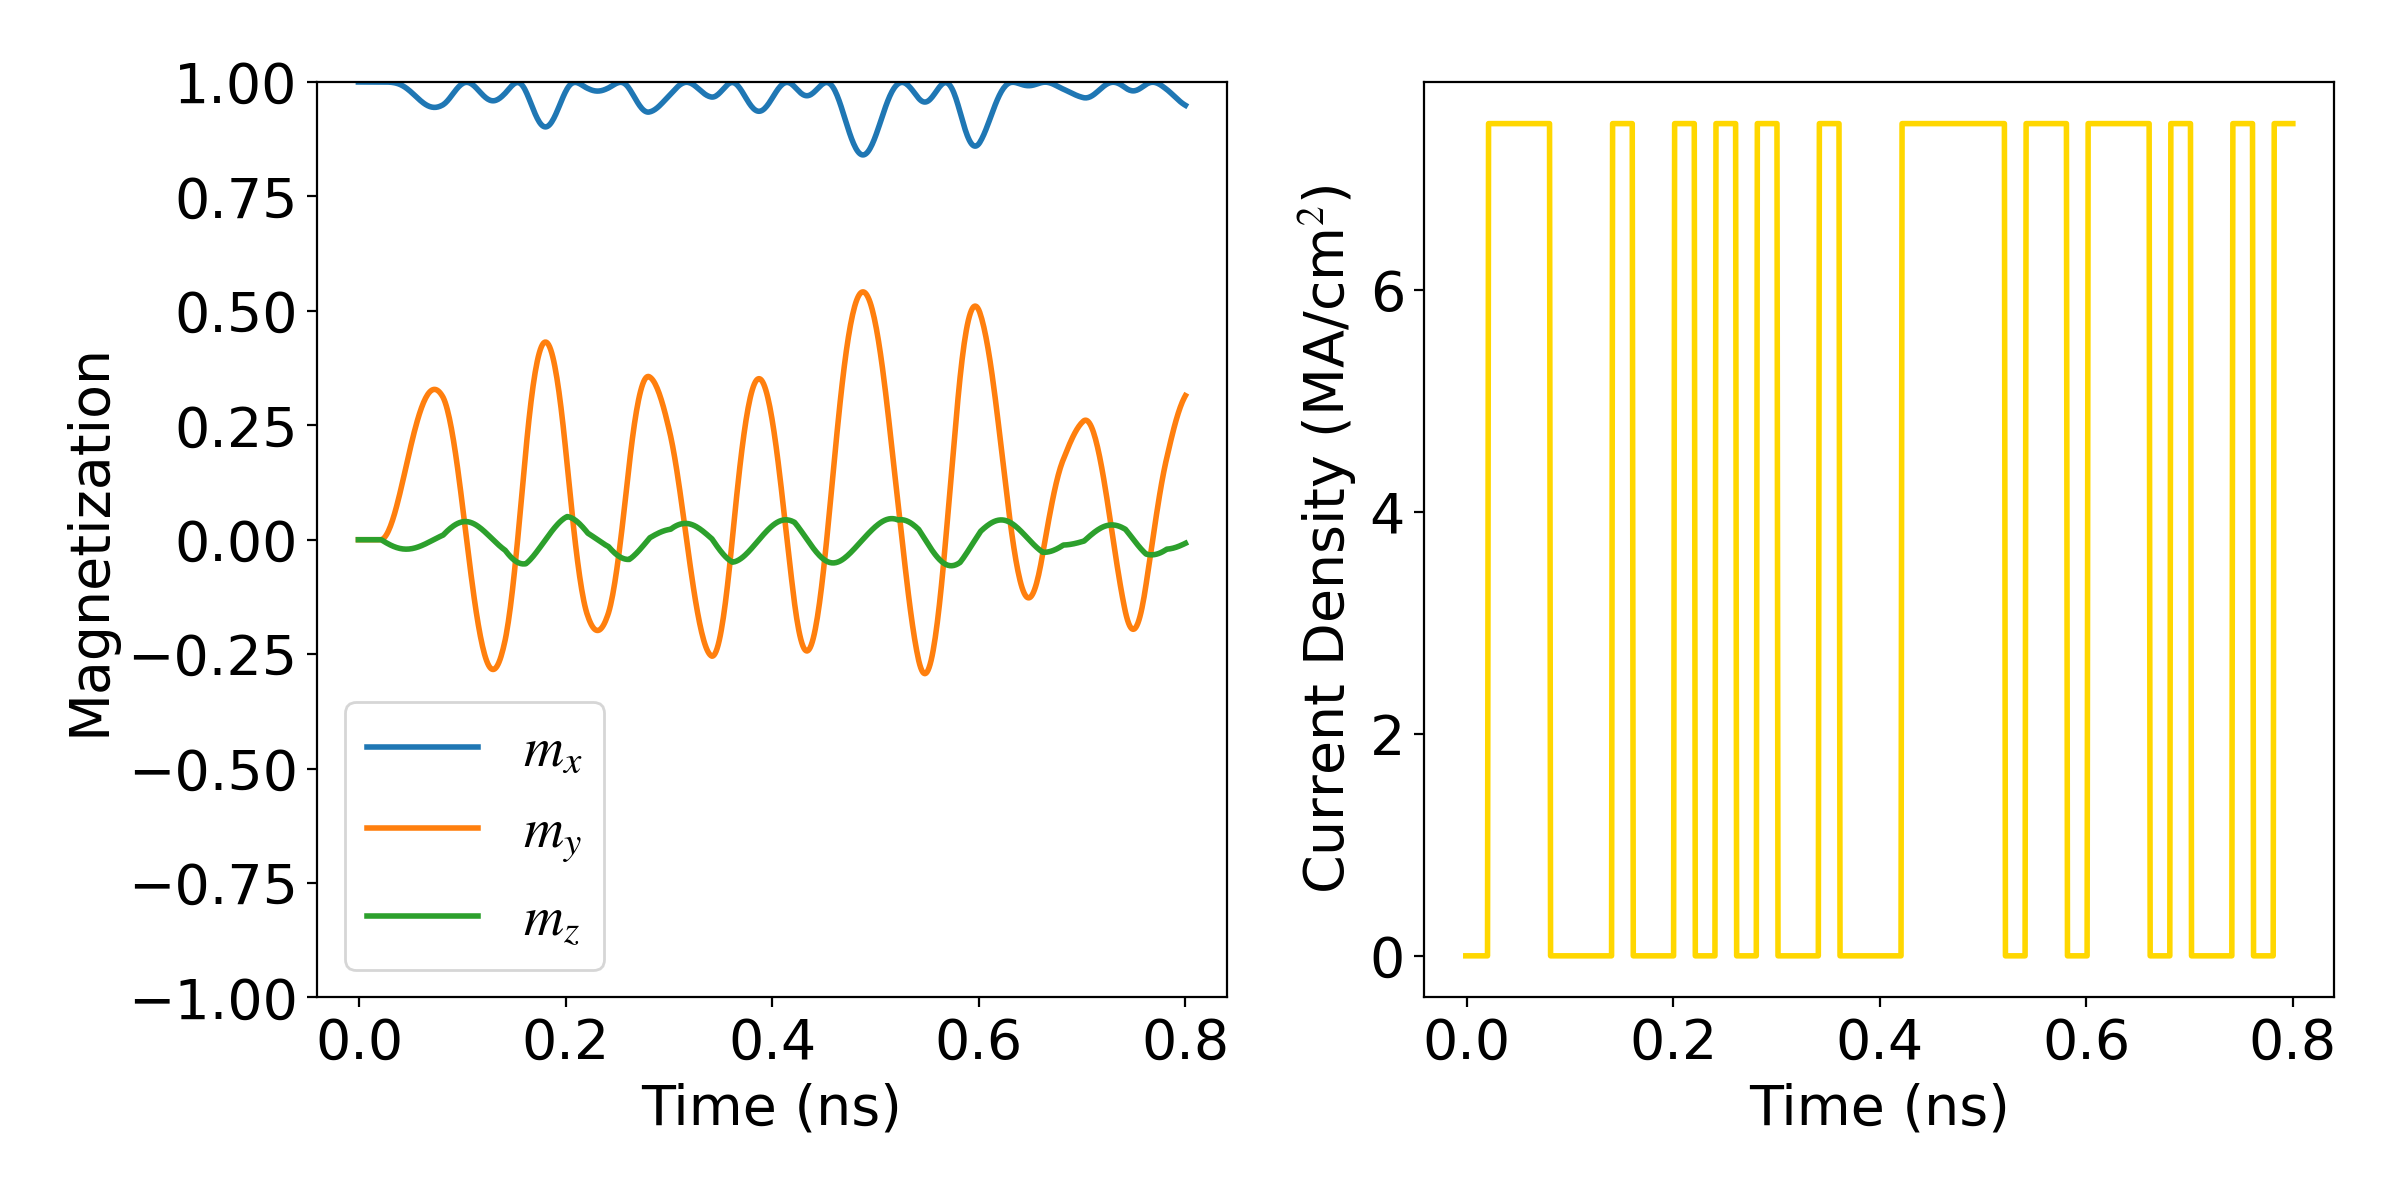 1.00
0.75
0.50
0.25
0.00
−0.25
−0.50
−0.75
−1.00
Magnetization
m_x
m_y
m_z
0.0 0.2 0.4 0.6 0.8
Time (ns)
6
4
2
0
Current Density (MA/cm²)
0.0 0.2 0.4 0.6 0.8
Time (ns)